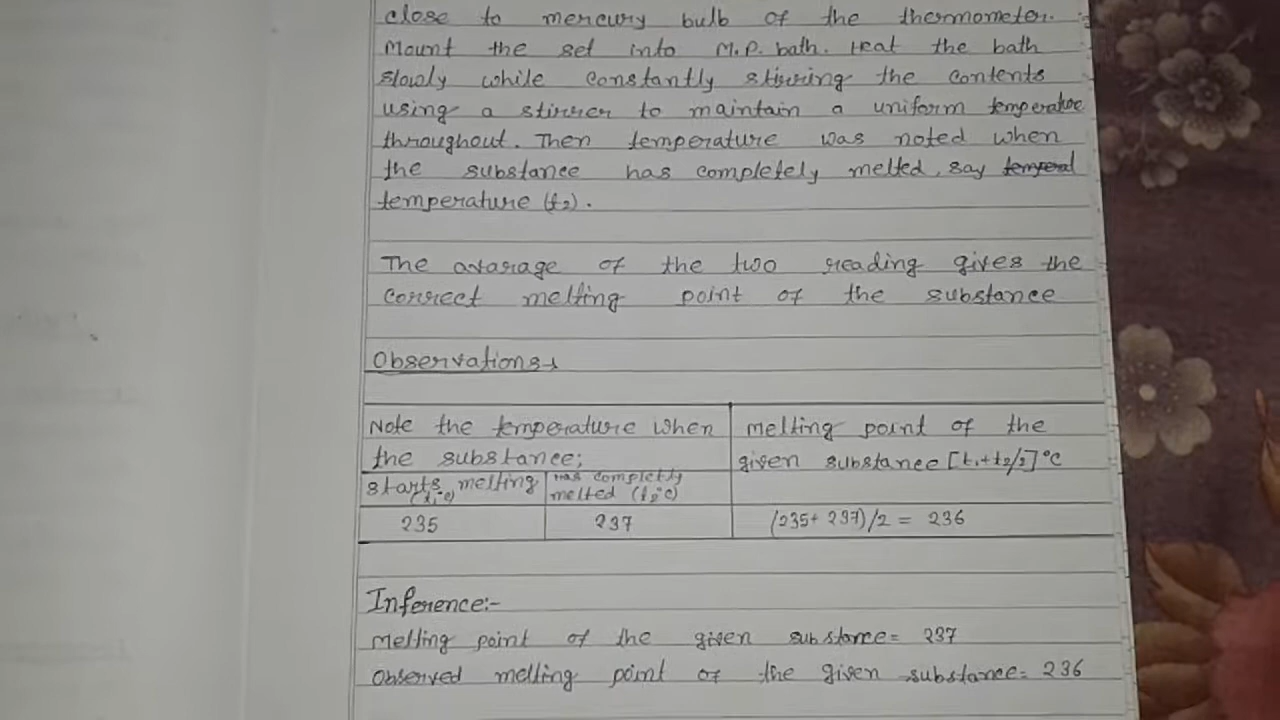 close to mercury bulb of the thermometer.
Mount the set into M.P. bath. Heat the bath
slowly while constantly stirring the contents
using a stirrer to maintain a uniform temperature
throughout. Then temperature was noted when
the substance has completely melted, say temperat
temperature (t₂).
The avarage of the two reading gives the
correct melting point of the substance
Observations→
Note the temperature when
the substance;
melting point of the
given substance [t₁+t₂/2]°C
starts melting
(t₁°c)
has completly
melted (t₂°c)
235
237
(235+ 237)/2 = 236
Inference:-
melting point of the given substance= 237
Observed melting point of the given substance= 236